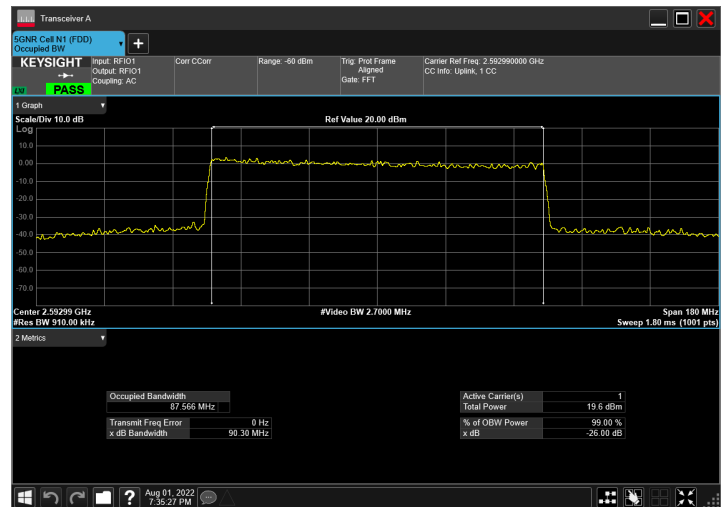 Transceiver A
5GNR Cell N1 (FDD)
Occupied BW
KEYSIGHT
Input: RFIO1
Output: RFIO1
Coupling: AC
Corr CCorr
Range: -60 dBm
Trig: Prot Frame
Aligned
Gate: FFT
Carrier Ref Freq: 2.592990000 GHz
CC Info: Uplink, 1 CC
LXI
PASS
1 Graph
Scale/Div 10.0 dB
Ref Value 20.00 dBm
Log
10.0
0.00
-10.0
-20.0
-30.0
-40.0
-50.0
-60.0
-70.0
Center 2.59299 GHz
#Video BW 2.7000 MHz
Span 180 MHz
#Res BW 910.00 kHz
Sweep 1.80 ms (1001 pts)
2 Metrics
Occupied Bandwidth
87.566 MHz
Transmit Freq Error 0 Hz
x dB Bandwidth 90.30 MHz
Active Carrier(s) 1
Total Power 19.6 dBm
% of OBW Power 99.00 %
x dB -26.00 dB
Aug 01, 2022
7:35:27 PM